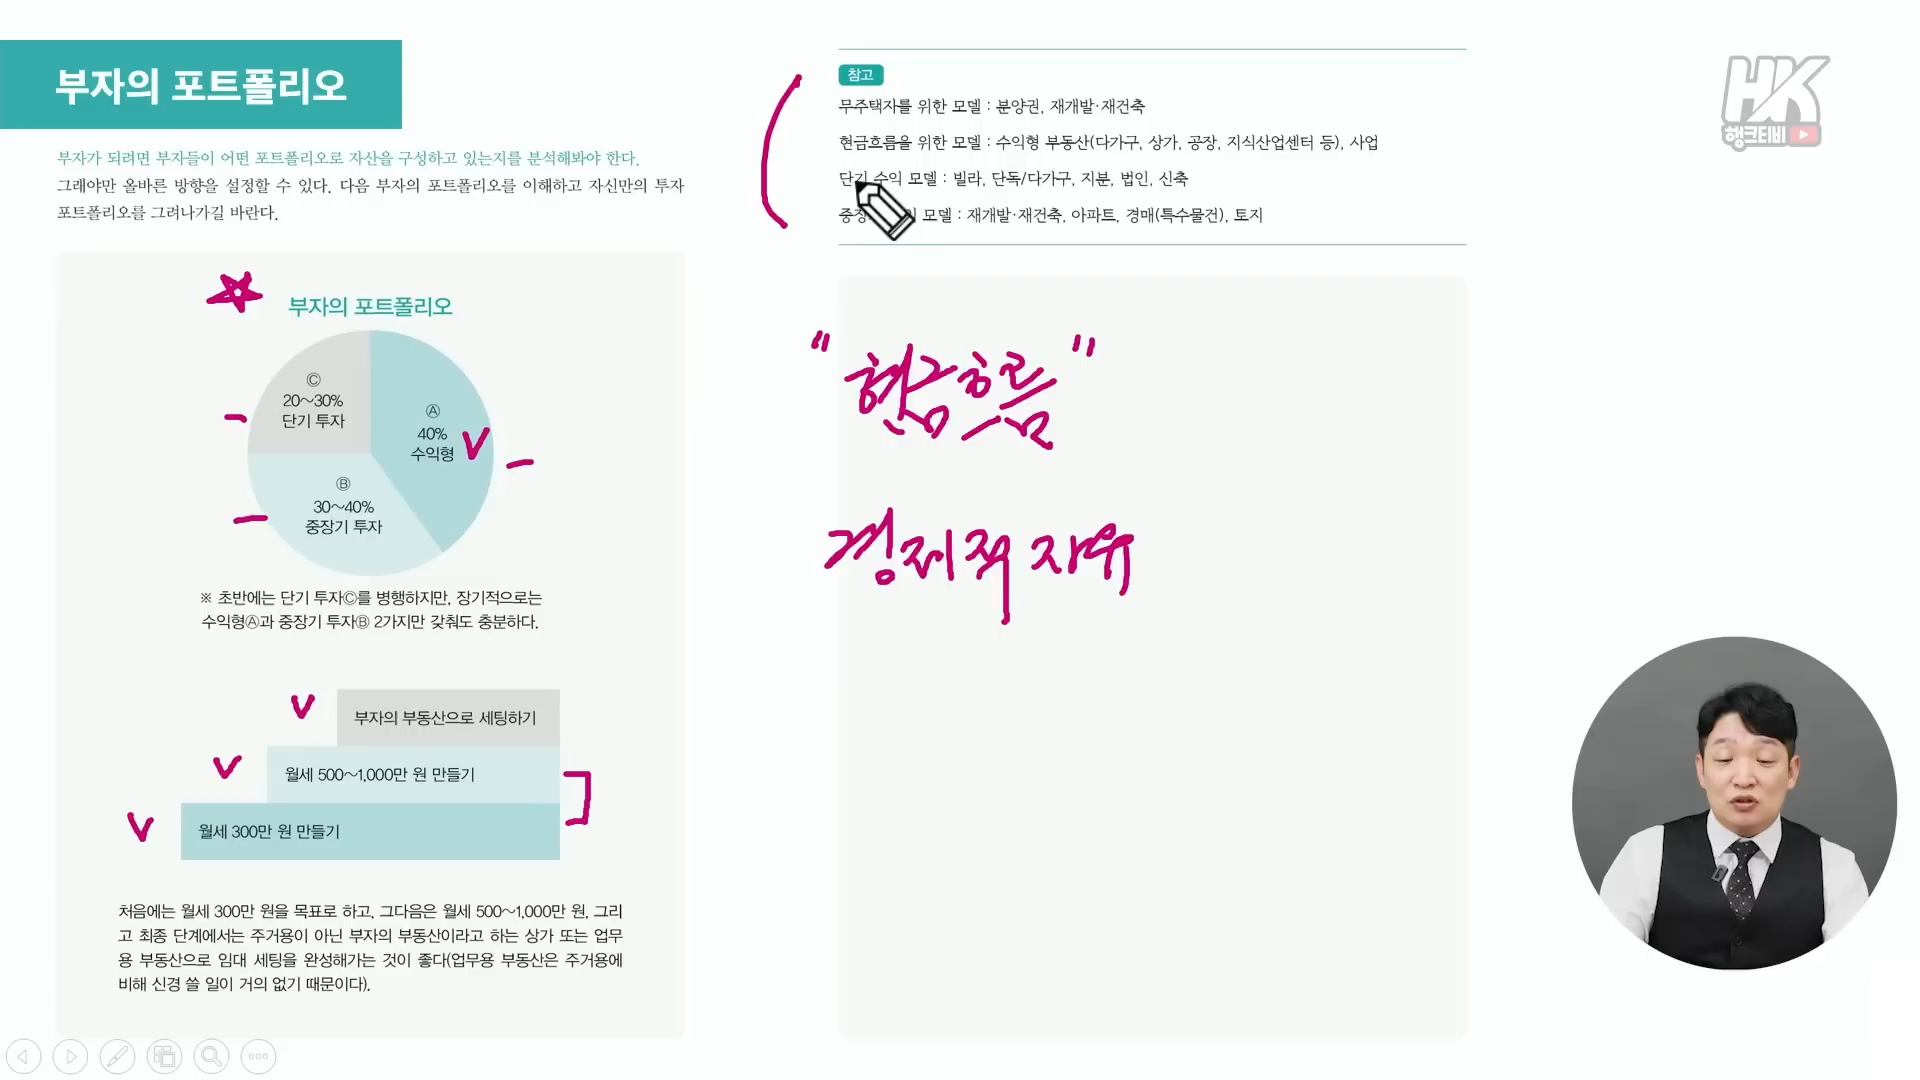 부자의 포트폴리오
부자가 되려면 부자들이 어떤 포트폴리오로 자산을 구성하고 있는지를 분석해봐야 한다.
그래야만 올바른 방향을 설정할 수 있다. 다음 부자의 포트폴리오를 이해하고 자신만의 투자
포트폴리오를 그려나가길 바란다.
부자의 포트폴리오
Ⓒ
20~30%
단기 투자
Ⓐ
40%
수익형
Ⓑ
30~40%
중장기 투자
※ 초반에는 단기 투자Ⓒ를 병행하지만, 장기적으로는
수익형Ⓐ과 중장기 투자Ⓑ 2가지만 갖춰도 충분하다.
부자의 부동산으로 세팅하기
월세 500~1,000만 원 만들기
월세 300만 원 만들기
처음에는 월세 300만 원을 목표로 하고, 그다음은 월세 500~1,000만 원, 그리
고 최종 단계에서는 주거용이 아닌 부자의 부동산이라고 하는 상가 또는 업무
용 부동산으로 임대 세팅을 완성해가는 것이 좋다(업무용 부동산은 주거용에
비해 신경 쓸 일이 거의 없기 때문이다).
참고
무주택자를 위한 모델 : 분양권, 재개발·재건축
현금흐름을 위한 모델 : 수익형 부동산(다가구, 상가, 공장, 지식산업센터 등), 사업
단기 수익 모델 : 빌라, 단독/다가구, 지분, 법인, 신축
모델 : 재개발·재건축, 아파트, 경매(특수물건), 토지
"현금흐름"
경제적 자유
HK
행크티비